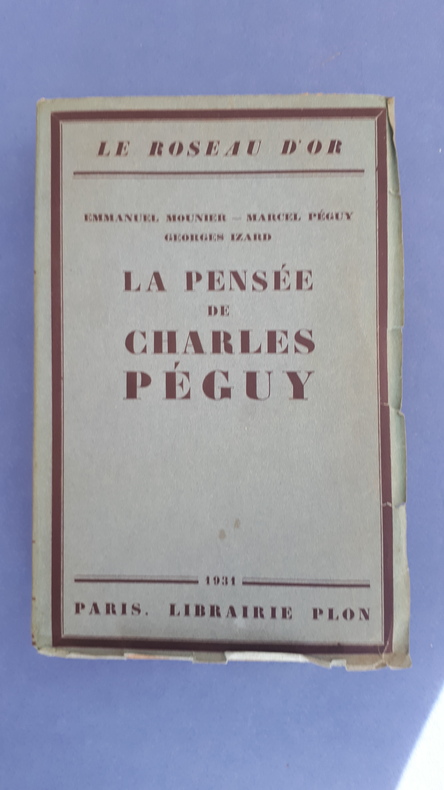 LE ROSEAU D'OR
EMMANUEL MOUNIER — MARCEL PÉGUY
GEORGES IZARD
LA PENSÉE
DE
CHARLES
PÉGUY
1931
PARIS. LIBRAIRIE PLON